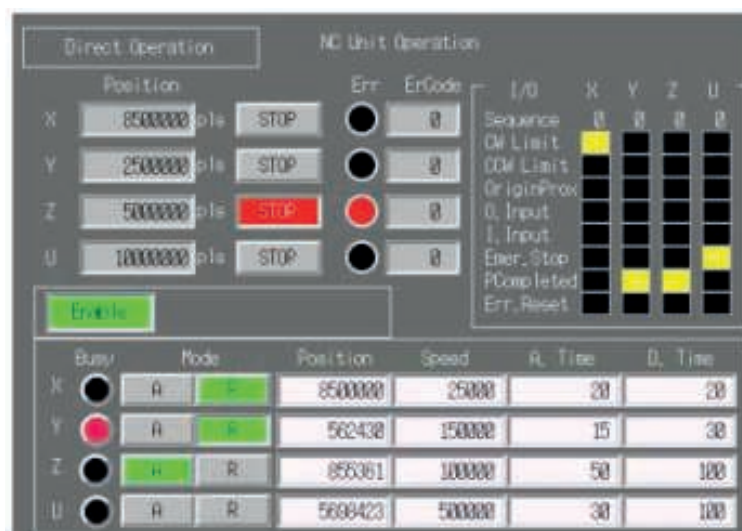 Direct Operation NC Unit Operation
Position Err ErCode I/O X Y Z U
Sequence 0 0 0 0
X 8500000 pls STOP 0 CW Limit
CCW Limit
Y 2500000 pls STOP 0 OriginProx
O. Input
Z 5000000 pls STOP 0 I. Input
Emer. Stop
U 10000000 pls STOP 0 PCompleted
Err. Reset
Enable
Busy Mode Position Speed A. Time D. Time
X A R 8500000 25000 20 20
Y A R 562430 150000 15 30
Z A R 855361 100000 50 100
U A R 5698423 500000 30 100